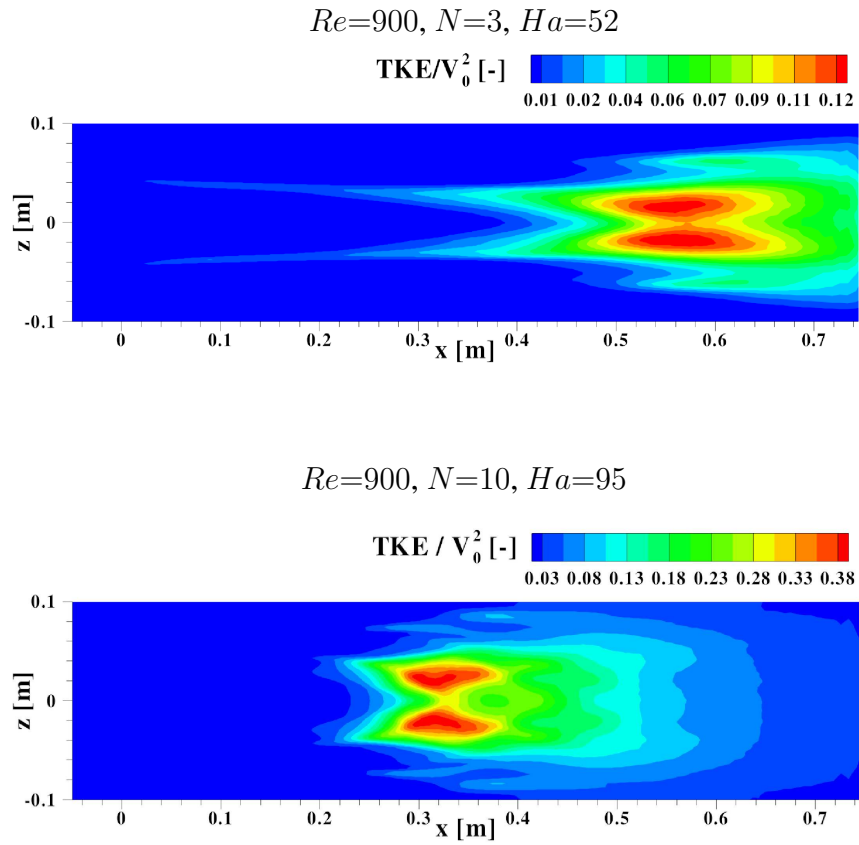 Re=900, N=3, Ha=52
TKE/V₀² [-]
0.01 0.02 0.04 0.06 0.07 0.09 0.11 0.12
0.1
0
-0.1
z [m]
0 0.1 0.2 0.3 0.4 0.5 0.6 0.7
x [m]
Re=900, N=10, Ha=95
TKE / V₀² [-]
0.03 0.08 0.13 0.18 0.23 0.28 0.33 0.38
0.1
0
-0.1
z [m]
0 0.1 0.2 0.3 0.4 0.5 0.6 0.7
x [m]